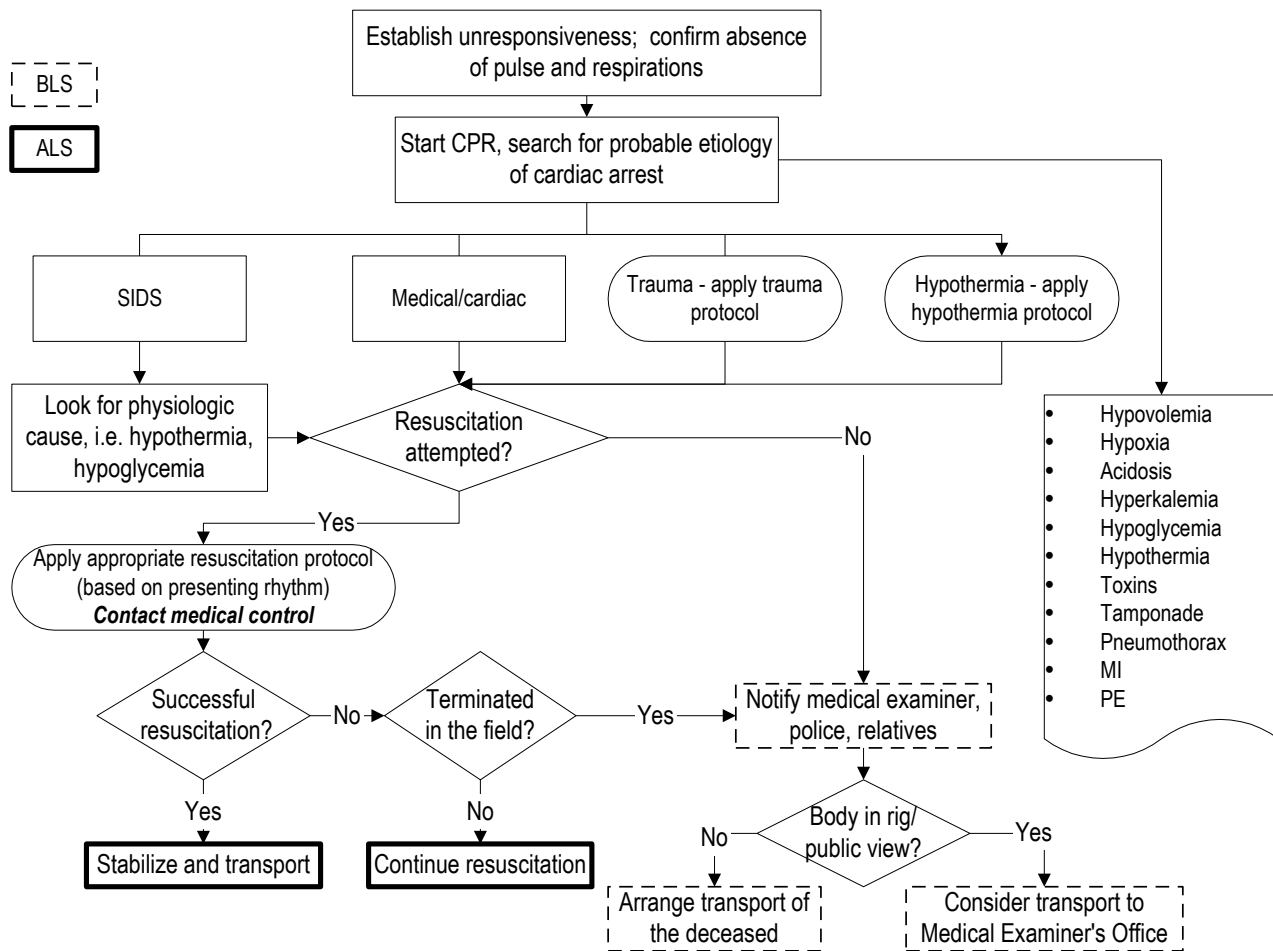 Establish unresponsiveness; confirm absence
of pulse and respirations
BLS
ALS
Start CPR, search for probable etiology
of cardiac arrest
SIDS
Medical/cardiac
Trauma - apply trauma
protocol
Hypothermia - apply
hypothermia protocol
Look for physiologic
cause, i.e. hypothermia,
hypoglycemia
Resuscitation
attempted?
No
Yes
• Hypovolemia
• Hypoxia
• Acidosis
• Hyperkalemia
• Hypoglycemia
• Hypothermia
• Toxins
• Tamponade
• Pneumothorax
• MI
• PE
Apply appropriate resuscitation protocol
(based on presenting rhythm)
Contact medical control
Successful
resuscitation?
No
Terminated
in the field?
Yes
Notify medical examiner,
police, relatives
Yes
No
Stabilize and transport
Continue resuscitation
Body in rig/
public view?
No
Yes
Arrange transport of
the deceased
Consider transport to
Medical Examiner's Office